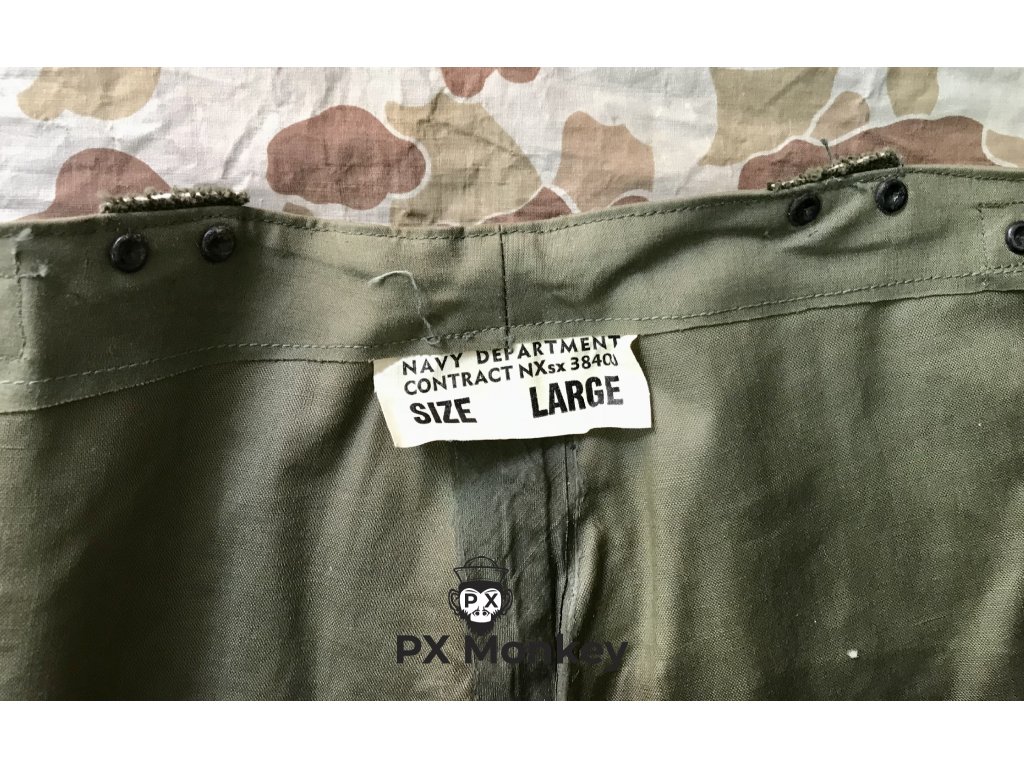 NAVY DEPARTMENT
CONTRACT NXsx 3840
SIZE LARGE
PX
PX Monkey